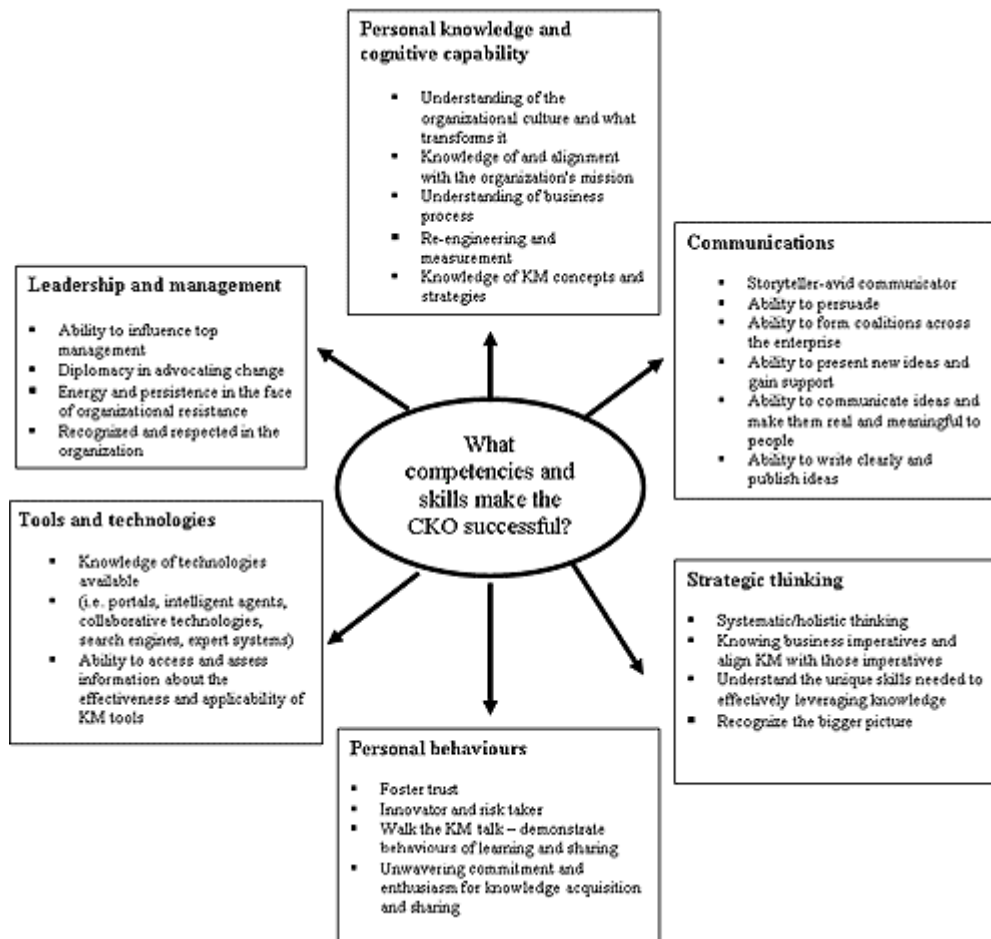 Personal knowledge and
cognitive capability
▪ Understanding of the
organizational culture and what
transforms it
▪ Knowledge of and alignment
with the organization's mission
▪ Understanding of business
process
▪ Re-engineering and
measurement
▪ Knowledge of KM concepts and
strategies
Communications
▪ Storyteller-avid communicator
▪ Ability to persuade
▪ Ability to form coalitions across
the enterprise
▪ Ability to present new ideas and
gain support
▪ Ability to communicate ideas and
make them real and meaningful to
people
▪ Ability to write clearly and
publish ideas
Leadership and management
▪ Ability to influence top
management
▪ Diplomacy in advocating change
▪ Energy and persistence in the face
of organizational resistance
▪ Recognized and respected in the
organization
What
competencies and
skills make the
CKO successful?
Tools and technologies
▪ Knowledge of technologies
available
▪ (i.e. portals, intelligent agents,
collaborative technologies,
search engines, expert systems)
▪ Ability to access and assess
information about the
effectiveness and applicability of
KM tools
Strategic thinking
▪ Systematic/holistic thinking
▪ Knowing business imperatives and
align KM with those imperatives
▪ Understand the unique skills needed to
effectively leveraging knowledge
▪ Recognize the bigger picture
Personal behaviours
▪ Foster trust
▪ Innovator and risk taker
▪ Walk the KM talk – demonstrate
behaviours of learning and sharing
▪ Unwavering commitment and
enthusiasm for knowledge acquisition
and sharing